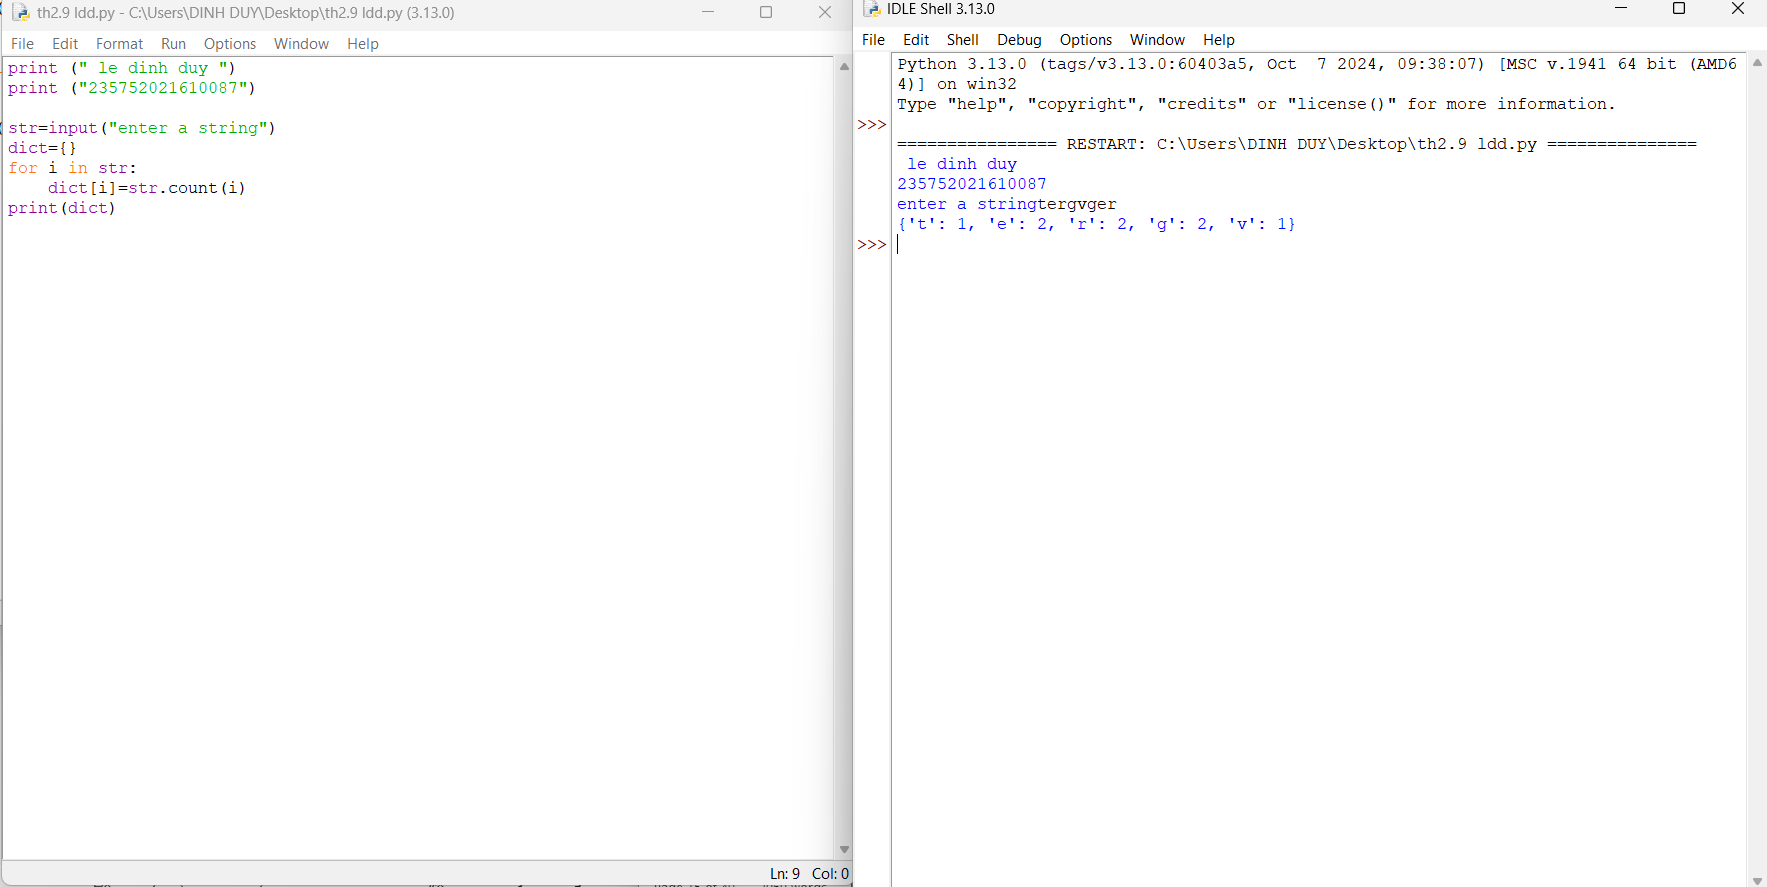 th2.9 ldd.py - C:\Users\DINH DUY\Desktop\th2.9 ldd.py (3.13.0)
File Edit Format Run Options Window Help
print (" le dinh duy ")
print ("235752021610087")
str=input("enter a string")
dict={}
for i in str:
    dict[i]=str.count(i)
print(dict)
Ln: 9 Col: 0
IDLE Shell 3.13.0
File Edit Shell Debug Options Window Help
Python 3.13.0 (tags/v3.13.0:60403a5, Oct  7 2024, 09:38:07) [MSC v.1941 64 bit (AMD6
4)] on win32
Type "help", "copyright", "credits" or "license()" for more information.
>>>
================ RESTART: C:\Users\DINH DUY\Desktop\th2.9 ldd.py ===============
 le dinh duy
235752021610087
enter a stringtergvger
{'t': 1, 'e': 2, 'r': 2, 'g': 2, 'v': 1}
>>>